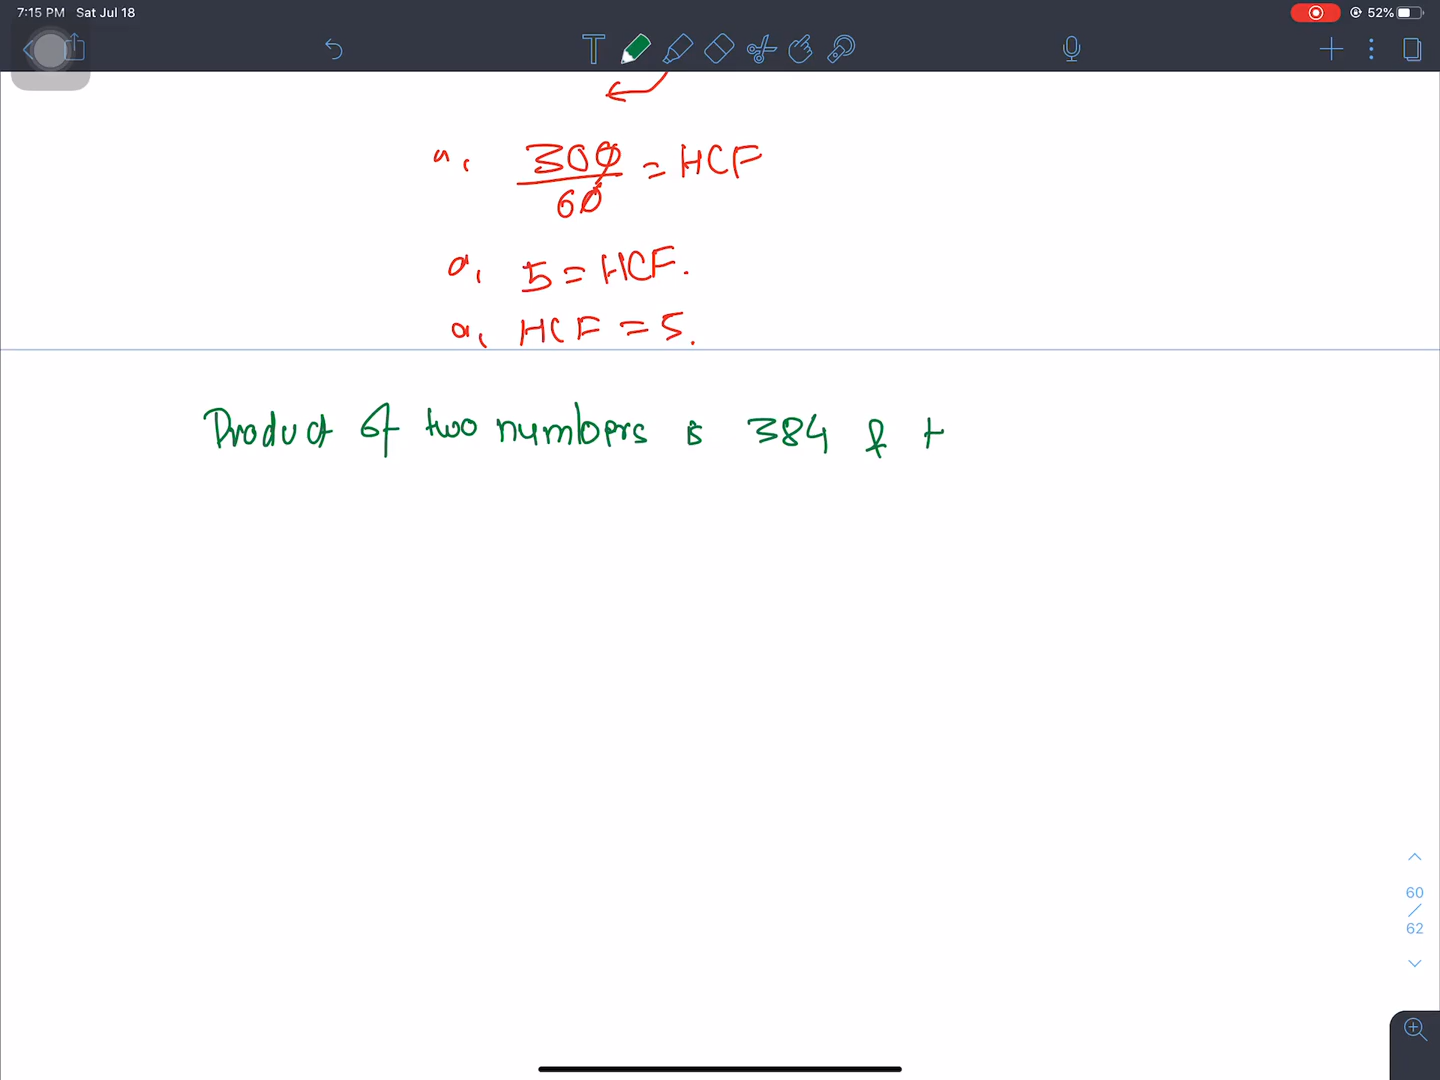 7:15 PM Sat Jul 18
52%
T
300/60 = HCF
5 = HCF.
HCF = 5.
Product of two numbers is 384 & t
60
/
62